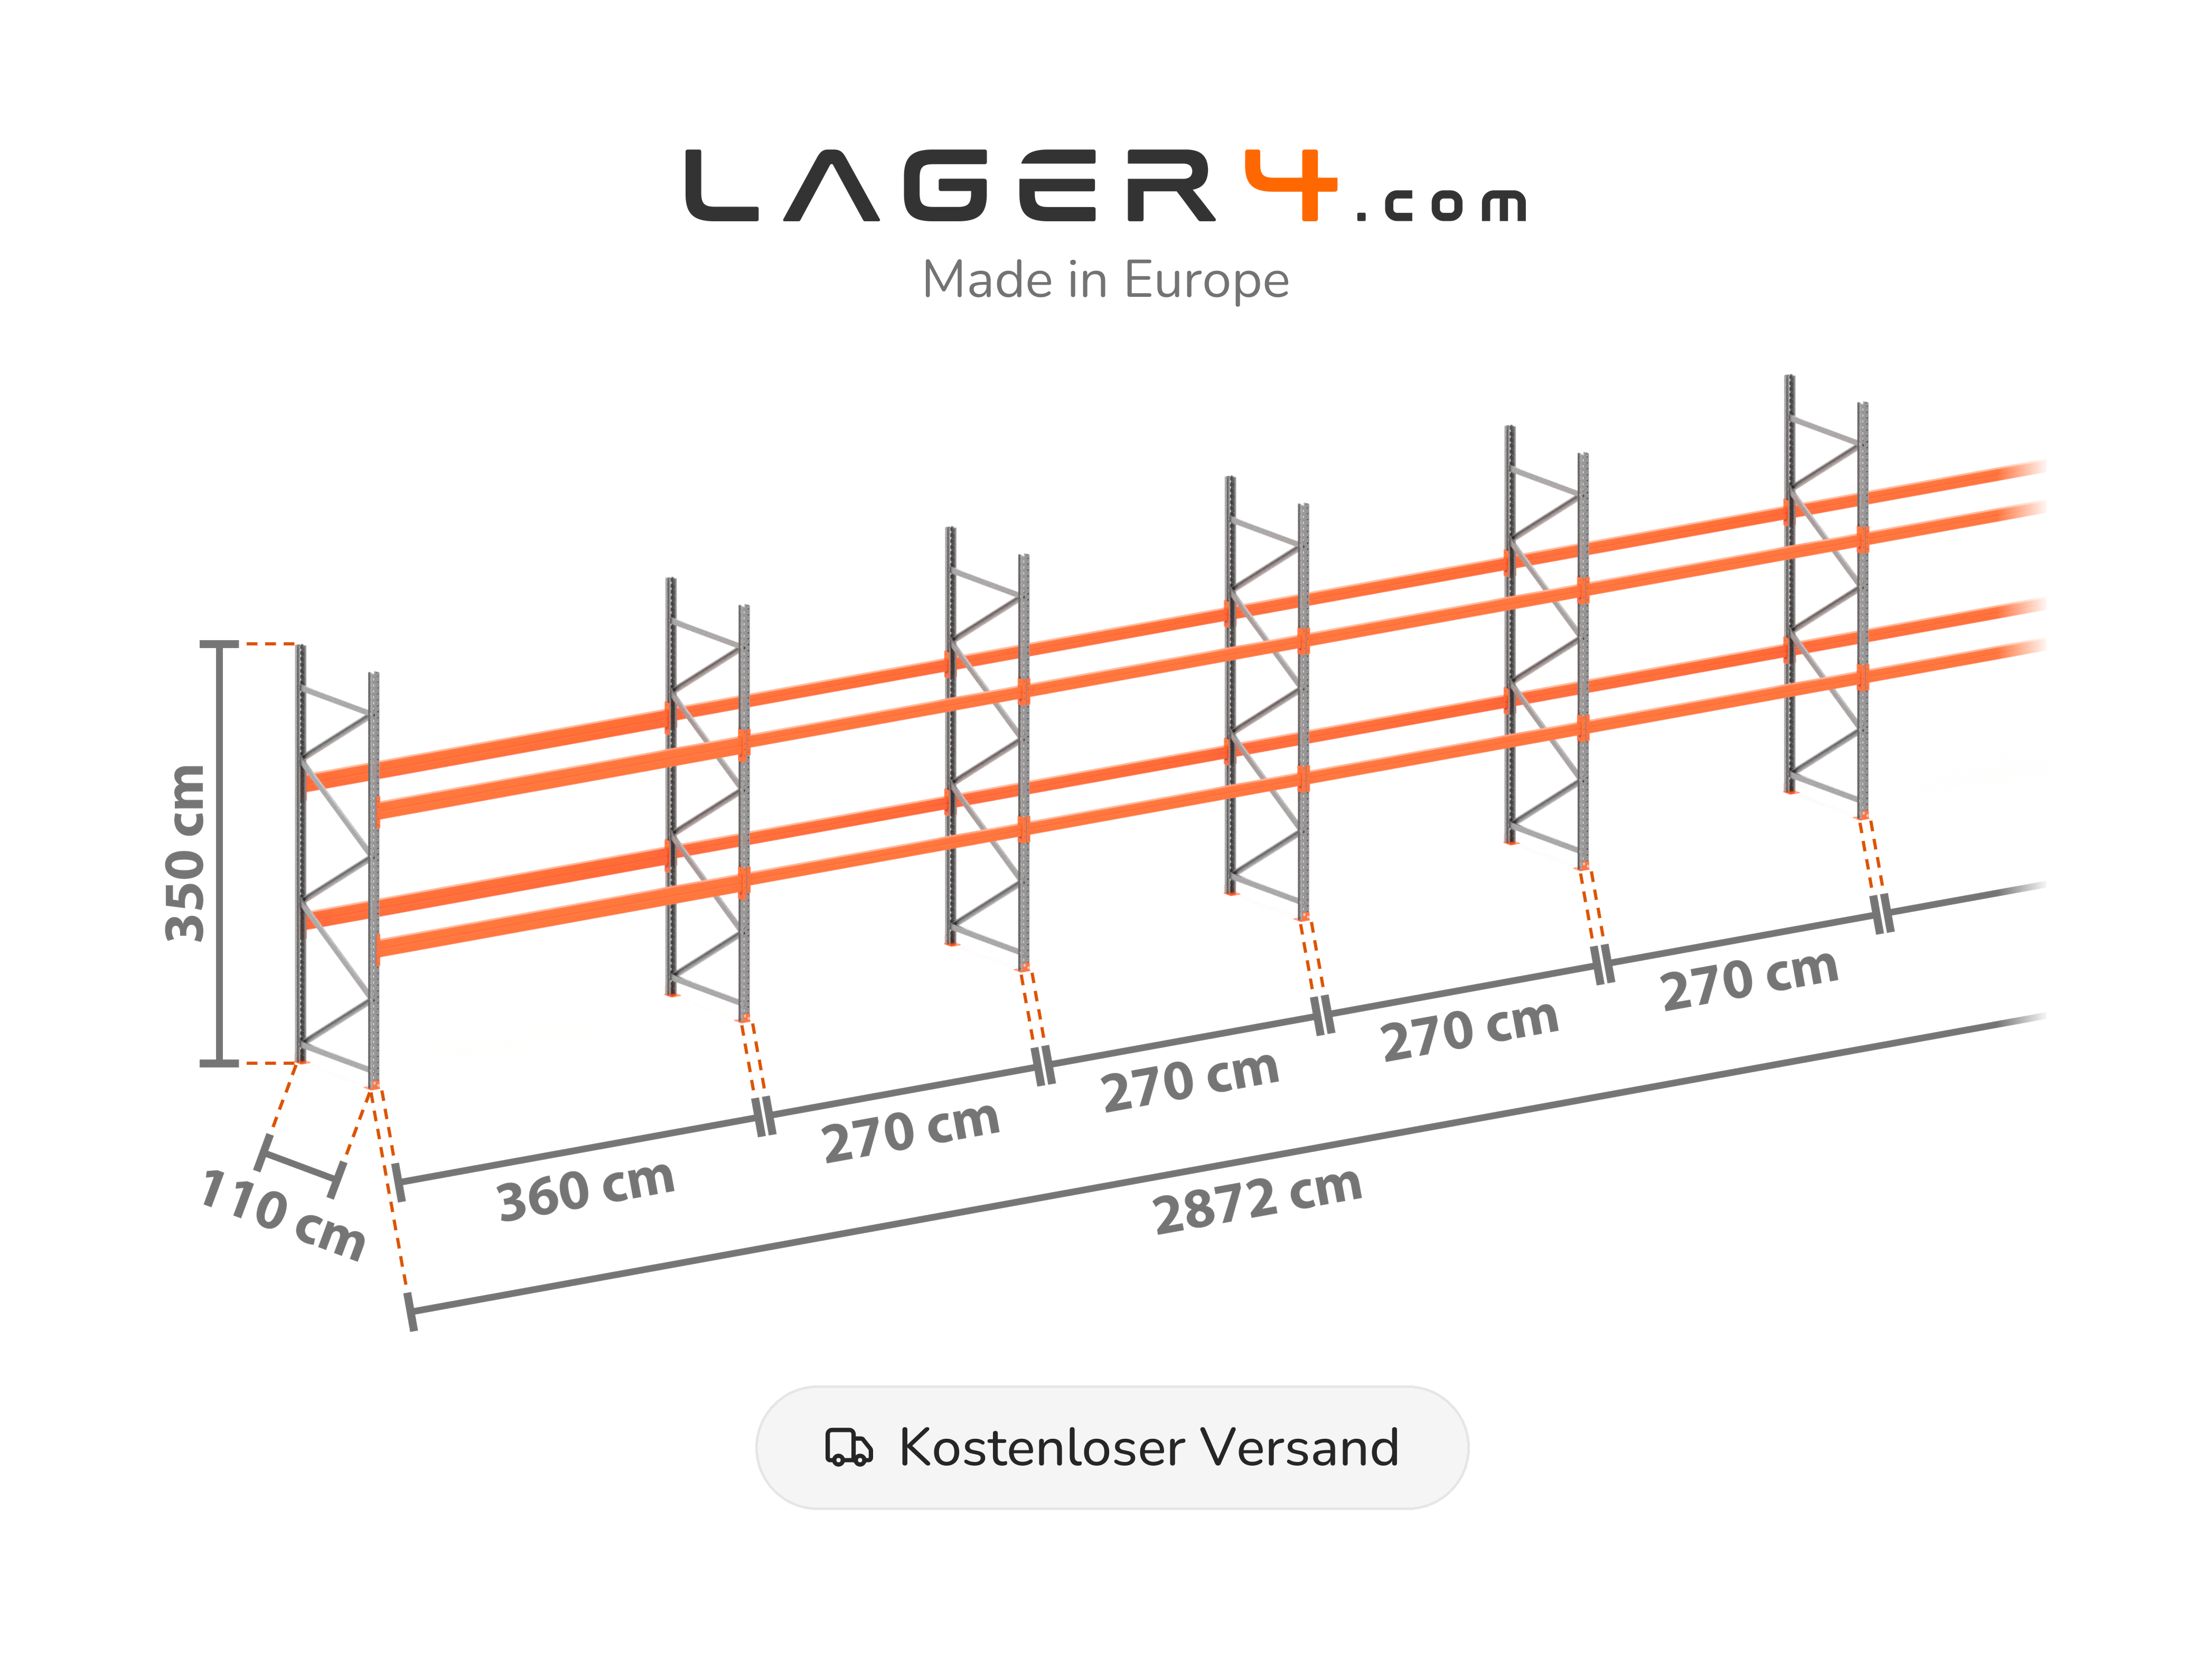 LAGER4.com
Made in Europe
350 cm
110 cm
360 cm
270 cm
270 cm
270 cm
270 cm
2872 cm
Kostenloser Versand